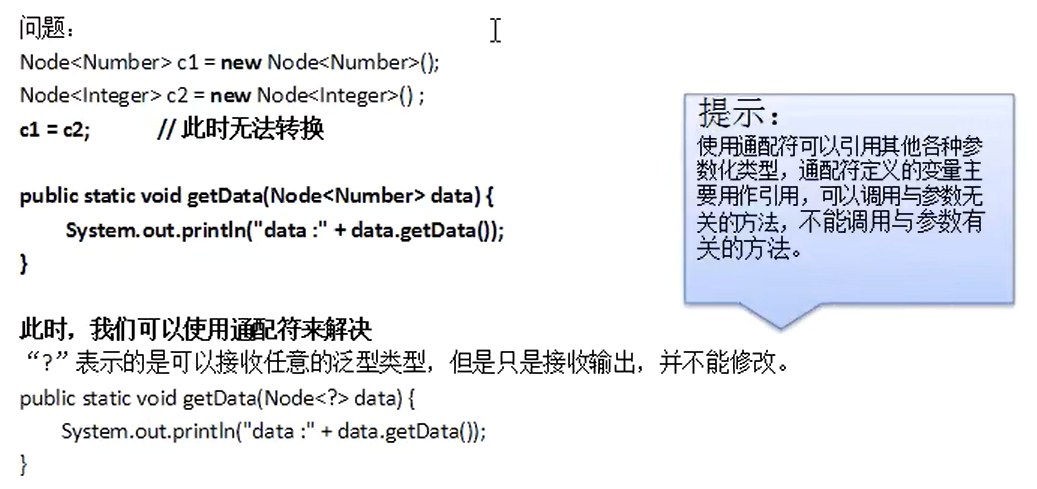 问题：
Node<Number> c1 = new Node<Number>();
Node<Integer> c2 = new Node<Integer>() ;
c1 = c2; // 此时无法转换
public static void getData(Node<Number> data) {
System.out.println("data :" + data.getData());
}
此时，我们可以使用通配符来解决
“?”表示的是可以接收任意的泛型类型，但是只是接收输出，并不能修改。
public static void getData(Node<?> data) {
System.out.println("data :" + data.getData());
}
提示：
使用通配符可以引用其他各种参
数化类型，通配符定义的变量主
要用作引用，可以调用与参数无
关的方法，不能调用与参数有
关的方法。